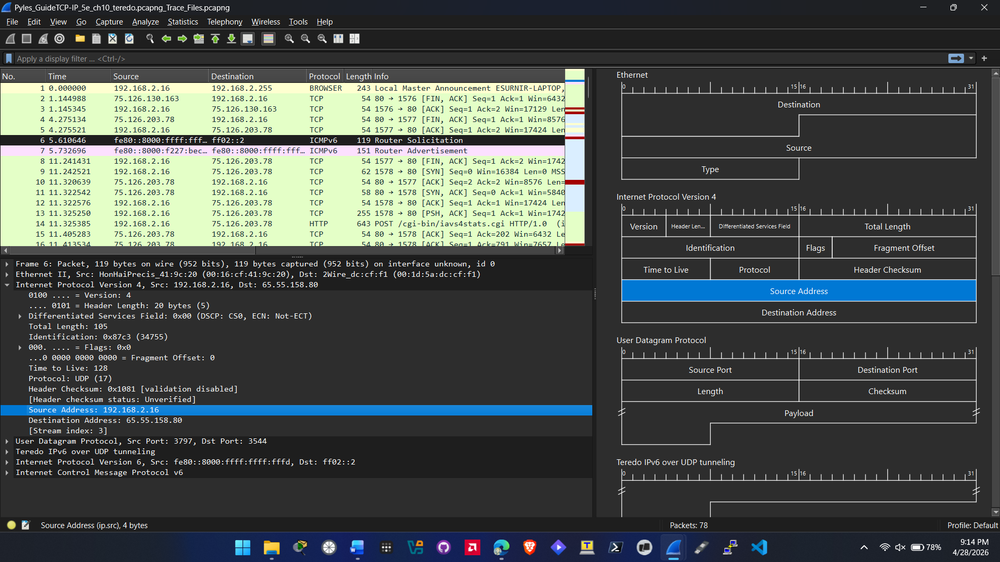 Pyles_GuideTCP-IP_5e_ch10_teredo.pcapng_Trace_Files.pcapng
File Edit View Go Capture Analyze Statistics Telephony Wireless Tools Help
Apply a display filter … <Ctrl-/>
No. Time Source Destination Protocol Length Info
1 0.000000 192.168.2.16 192.168.2.255 BROWSER 243 Local Master Announcement ESURNIR-LAPTOP,
2 1.144988 75.126.130.163 192.168.2.16 TCP 54 80 → 1576 [FIN, ACK] Seq=1 Ack=1 Win=6432
3 1.145345 192.168.2.16 75.126.130.163 TCP 54 1576 → 80 [ACK] Seq=1 Ack=2 Win=17129 Len
4 4.275134 75.126.203.78 192.168.2.16 TCP 54 80 → 1577 [FIN, ACK] Seq=1 Ack=1 Win=8576
5 4.275521 192.168.2.16 75.126.203.78 TCP 54 1577 → 80 [ACK] Seq=1 Ack=2 Win=17424 Len
6 5.610646 fe80::8000:ffff:fff… ff02::2 ICMPv6 119 Router Solicitation
7 5.732696 fe80::8000:f227:bec… fe80::8000:ffff:fff… ICMPv6 151 Router Advertisement
8 11.241431 192.168.2.16 75.126.203.78 TCP 54 1577 → 80 [FIN, ACK] Seq=1 Ack=2 Win=1742
9 11.242521 192.168.2.16 75.126.203.78 TCP 62 1578 → 80 [SYN] Seq=0 Win=16384 Len=0 MSS
10 11.320639 75.126.203.78 192.168.2.16 TCP 54 80 → 1577 [ACK] Seq=2 Ack=2 Win=8576 Len=
11 11.322542 75.126.203.78 192.168.2.16 TCP 58 80 → 1578 [SYN, ACK] Seq=0 Ack=1 Win=5840
12 11.322576 192.168.2.16 75.126.203.78 TCP 54 1578 → 80 [ACK] Seq=1 Ack=1 Win=17424 Len
13 11.325250 192.168.2.16 75.126.203.78 TCP 255 1578 → 80 [PSH, ACK] Seq=1 Ack=1 Win=1742
14 11.325385 192.168.2.16 75.126.203.78 HTTP 643 POST /cgi-bin/iavs4stats.cgi HTTP/1.0 (i
15 11.405283 75.126.203.78 192.168.2.16 TCP 54 80 → 1578 [ACK] Seq=1 Ack=202 Win=6432 Le
16 11.413534 75.126.203.78 192.168.2.16 TCP 54 80 → 1578 [ACK] Seq=1 Ack=791 Win=7657 Le
Frame 6: Packet, 119 bytes on wire (952 bits), 119 bytes captured (952 bits) on interface unknown, id 0
Ethernet II, Src: HonHaiPrecis_41:9c:20 (00:16:cf:41:9c:20), Dst: 2Wire_dc:cf:f1 (00:1d:5a:dc:cf:f1)
Internet Protocol Version 4, Src: 192.168.2.16, Dst: 65.55.158.80
0100 .... = Version: 4
.... 0101 = Header Length: 20 bytes (5)
Differentiated Services Field: 0x00 (DSCP: CS0, ECN: Not-ECT)
Total Length: 105
Identification: 0x87c3 (34755)
000. .... = Flags: 0x0
...0 0000 0000 0000 = Fragment Offset: 0
Time to Live: 128
Protocol: UDP (17)
Header Checksum: 0x1081 [validation disabled]
[Header checksum status: Unverified]
Source Address: 192.168.2.16
Destination Address: 65.55.158.80
[Stream index: 3]
User Datagram Protocol, Src Port: 3797, Dst Port: 3544
Teredo IPv6 over UDP tunneling
Internet Protocol Version 6, Src: fe80::8000:ffff:ffff:fffd, Dst: ff02::2
Internet Control Message Protocol v6
Ethernet
0 15 16 31
Destination
Source
Type
Internet Protocol Version 4
0 15 16 31
Version Header Len… Differentiated Services Field Total Length
Identification Flags Fragment Offset
Time to Live Protocol Header Checksum
Source Address
Destination Address
User Datagram Protocol
0 15 16 31
Source Port Destination Port
Length Checksum
Payload
Teredo IPv6 over UDP tunneling
0 15 16 31
Source Address (ip.src), 4 bytes
Packets: 78
Profile: Default
78%
9:14 PM
4/28/2026